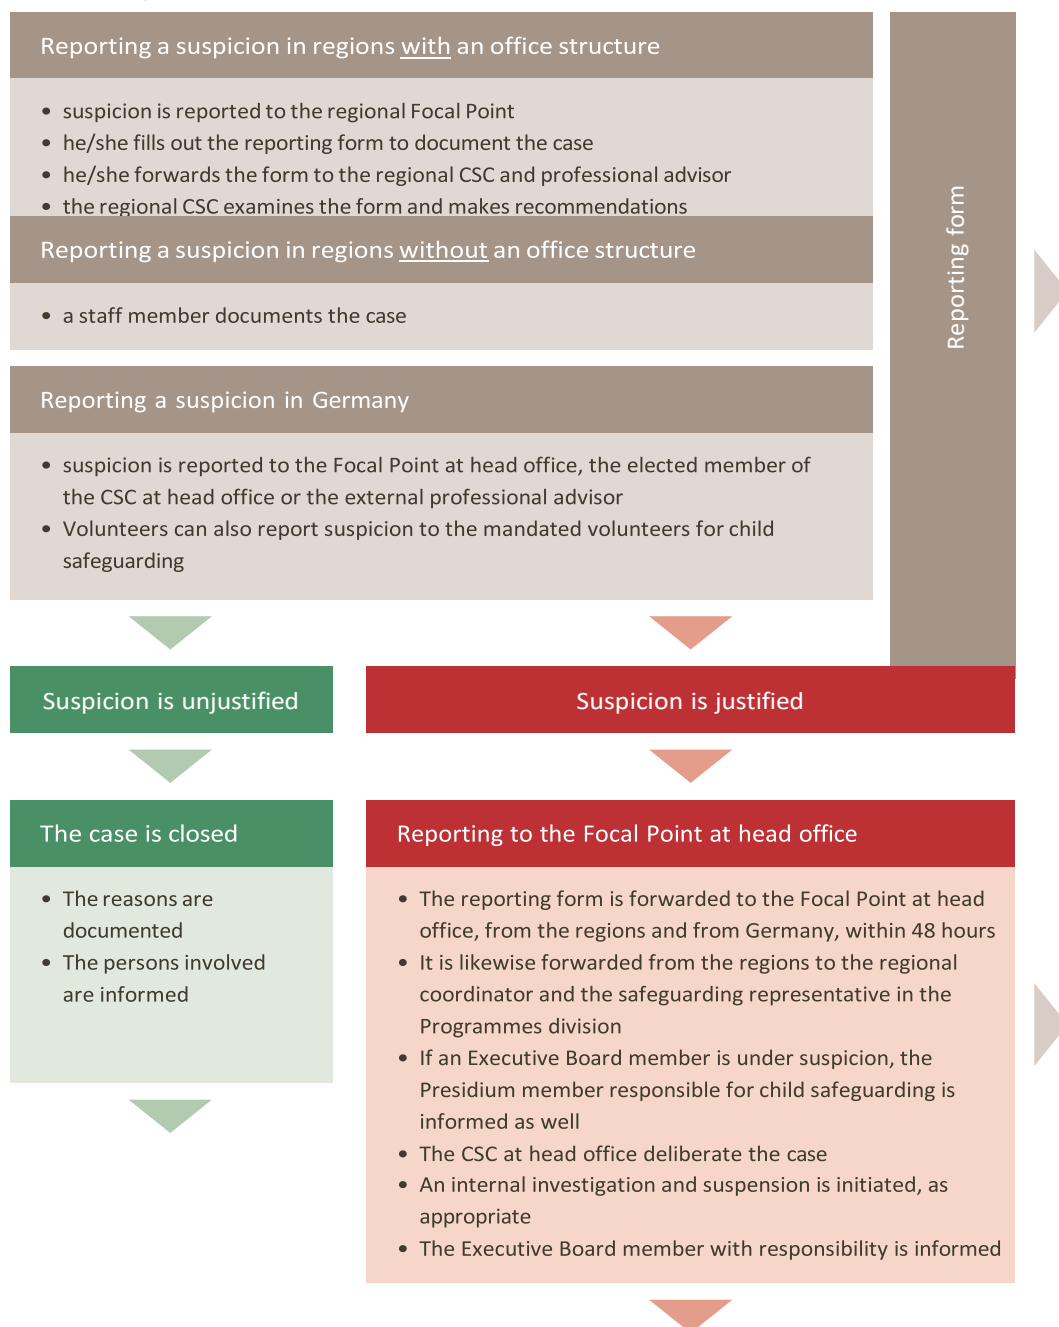 Reporting a suspicion in regions with an office structure
• suspicion is reported to the regional Focal Point
• he/she fills out the reporting form to document the case
• he/she forwards the form to the regional CSC and professional advisor
• the regional CSC examines the form and makes recommendations
Reporting a suspicion in regions without an office structure
• a staff member documents the case
Reporting a suspicion in Germany
• suspicion is reported to the Focal Point at head office, the elected member of
the CSC at head office or the external professional advisor
• Volunteers can also report suspicion to the mandated volunteers for child
safeguarding
Reporting form
Suspicion is unjustified
Suspicion is justified
The case is closed
• The reasons are
documented
• The persons involved
are informed
Reporting to the Focal Point at head office
• The reporting form is forwarded to the Focal Point at head
office, from the regions and from Germany, within 48 hours
• It is likewise forwarded from the regions to the regional
coordinator and the safeguarding representative in the
Programmes division
• If an Executive Board member is under suspicion, the
Presidium member responsible for child safeguarding is
informed as well
• The CSC at head office deliberate the case
• An internal investigation and suspension is initiated, as
appropriate
• The Executive Board member with responsibility is informed